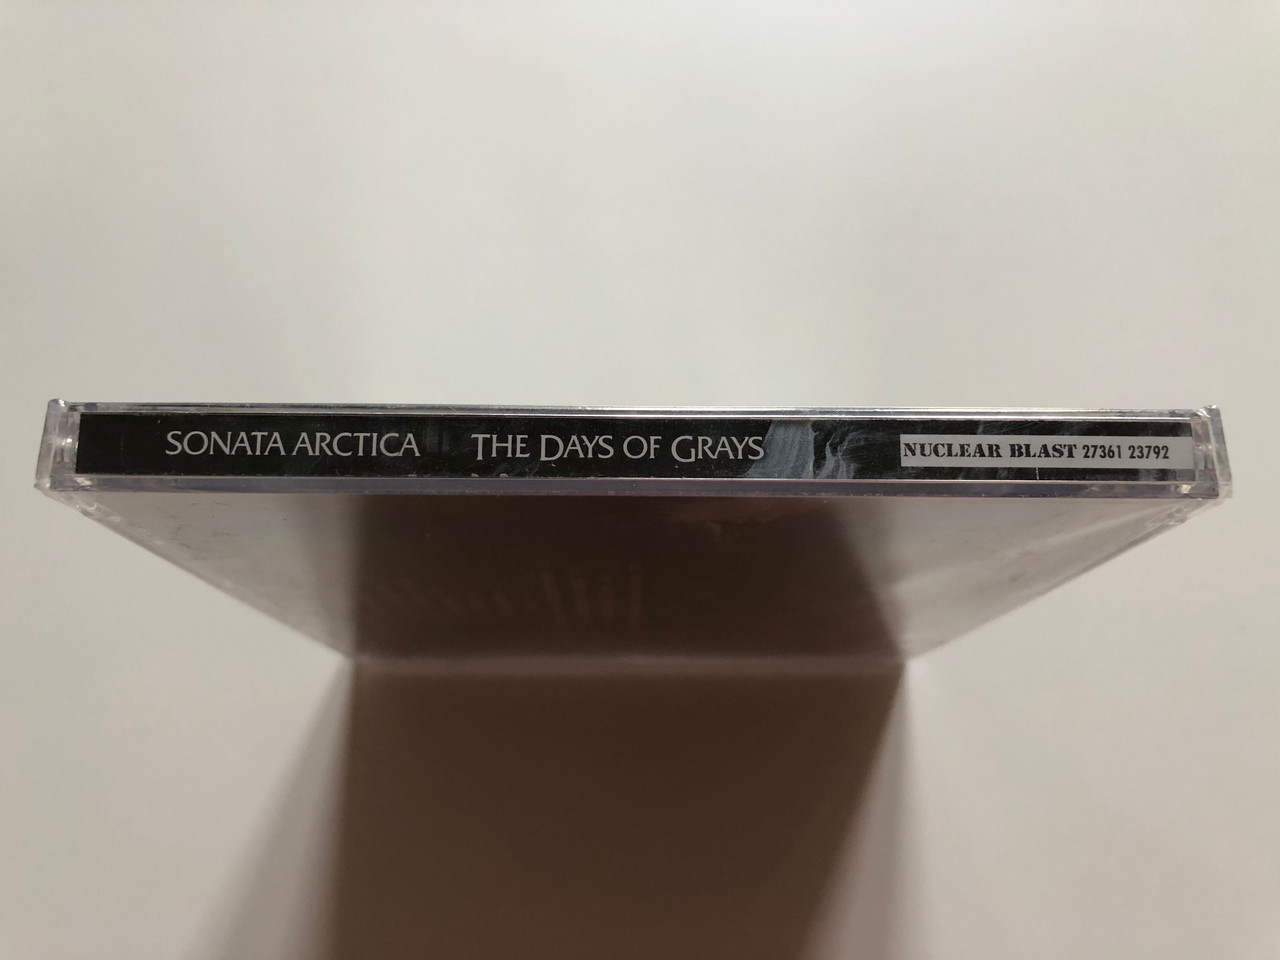 SONATA ARCTICA THE DAYS OF GRAYS NUCLEAR BLAST 27361 23792